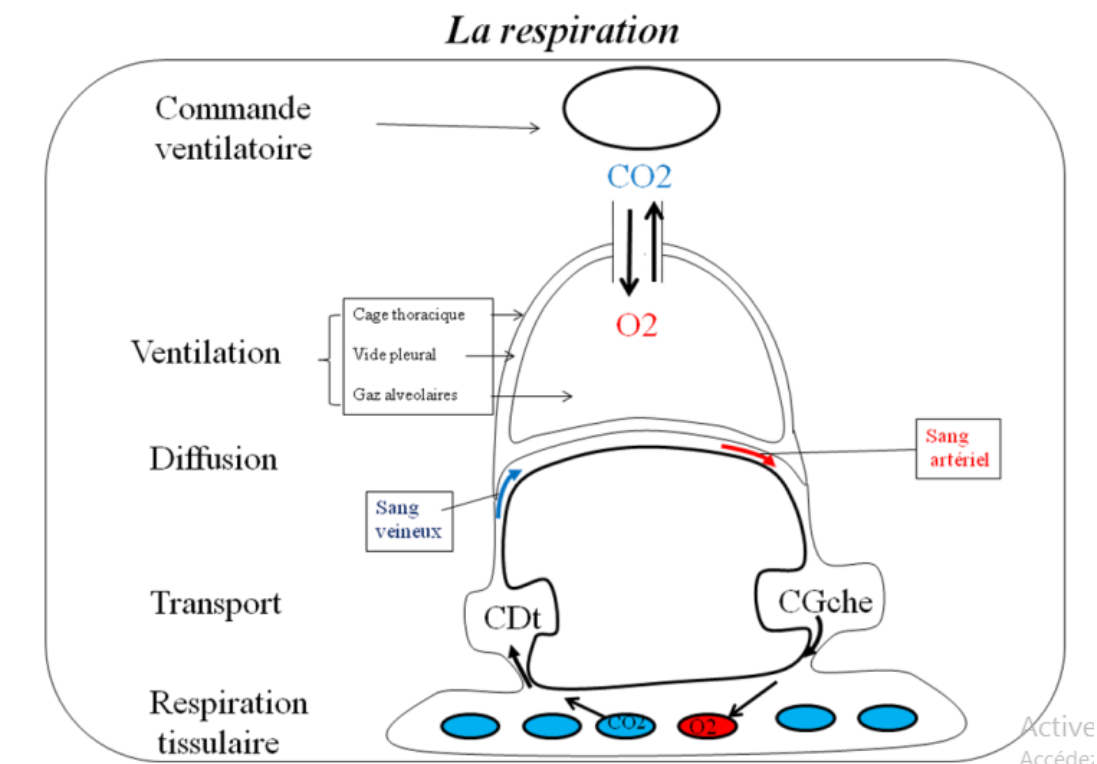 La respiration
Commande
ventilatoire
CO2
Cage thoracique
O2
Ventilation
Vide pleural
Gaz alveolaires
Sang
artériel
Diffusion
Sang
veineux
Transport
CDt
CGche
Respiration
tissulaire
CO2
O2
Active
Accédez